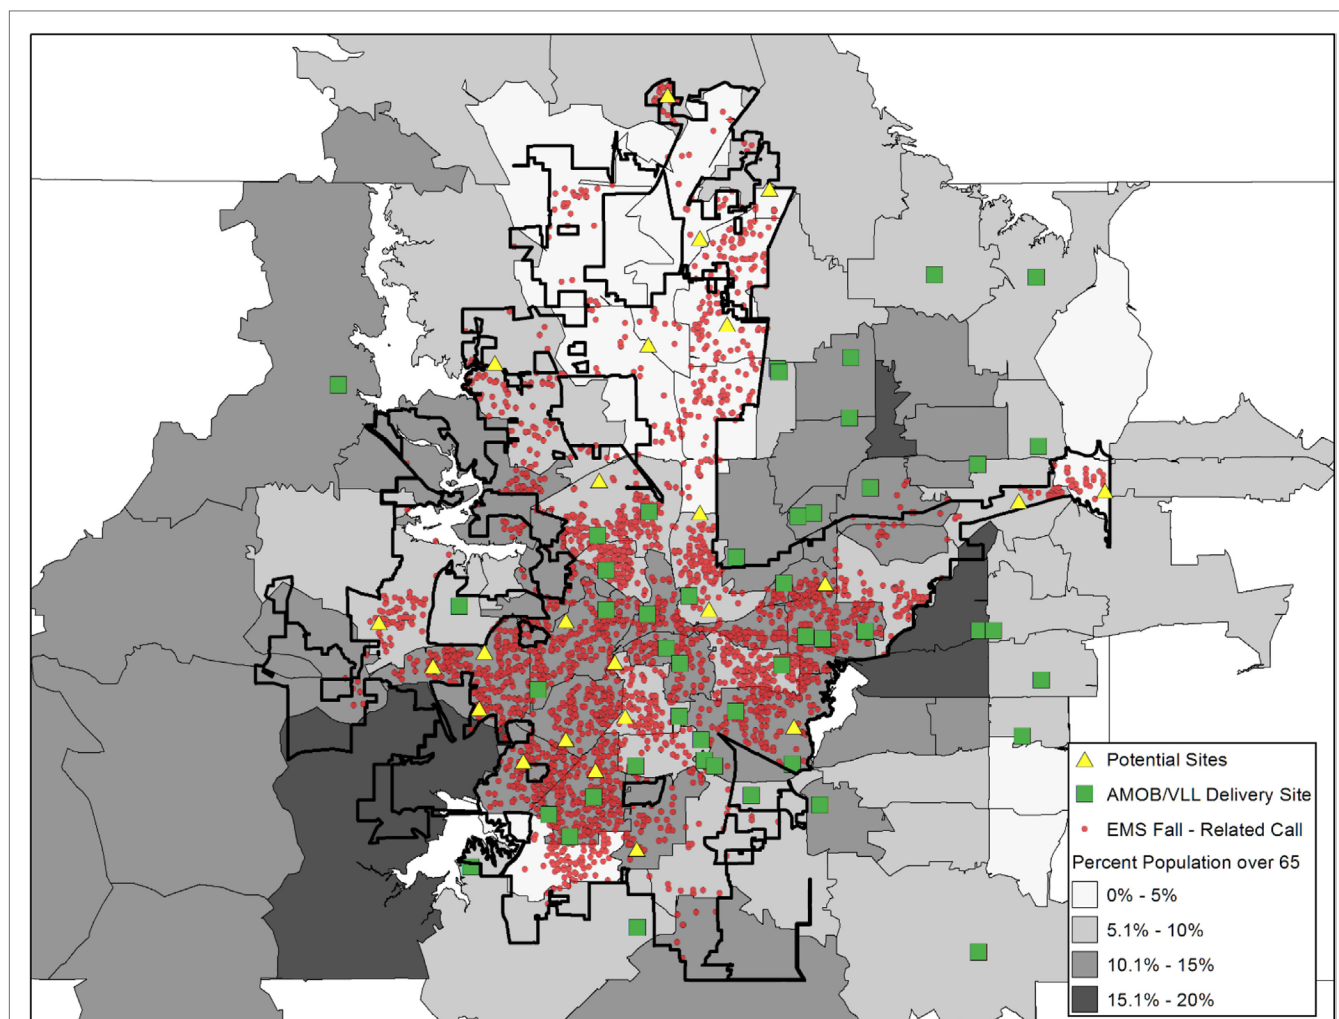 Potential Sites
AMOB/VLL Delivery Site
EMS Fall - Related Call
Percent Population over 65
0% - 5%
5.1% - 10%
10.1% - 15%
15.1% - 20%